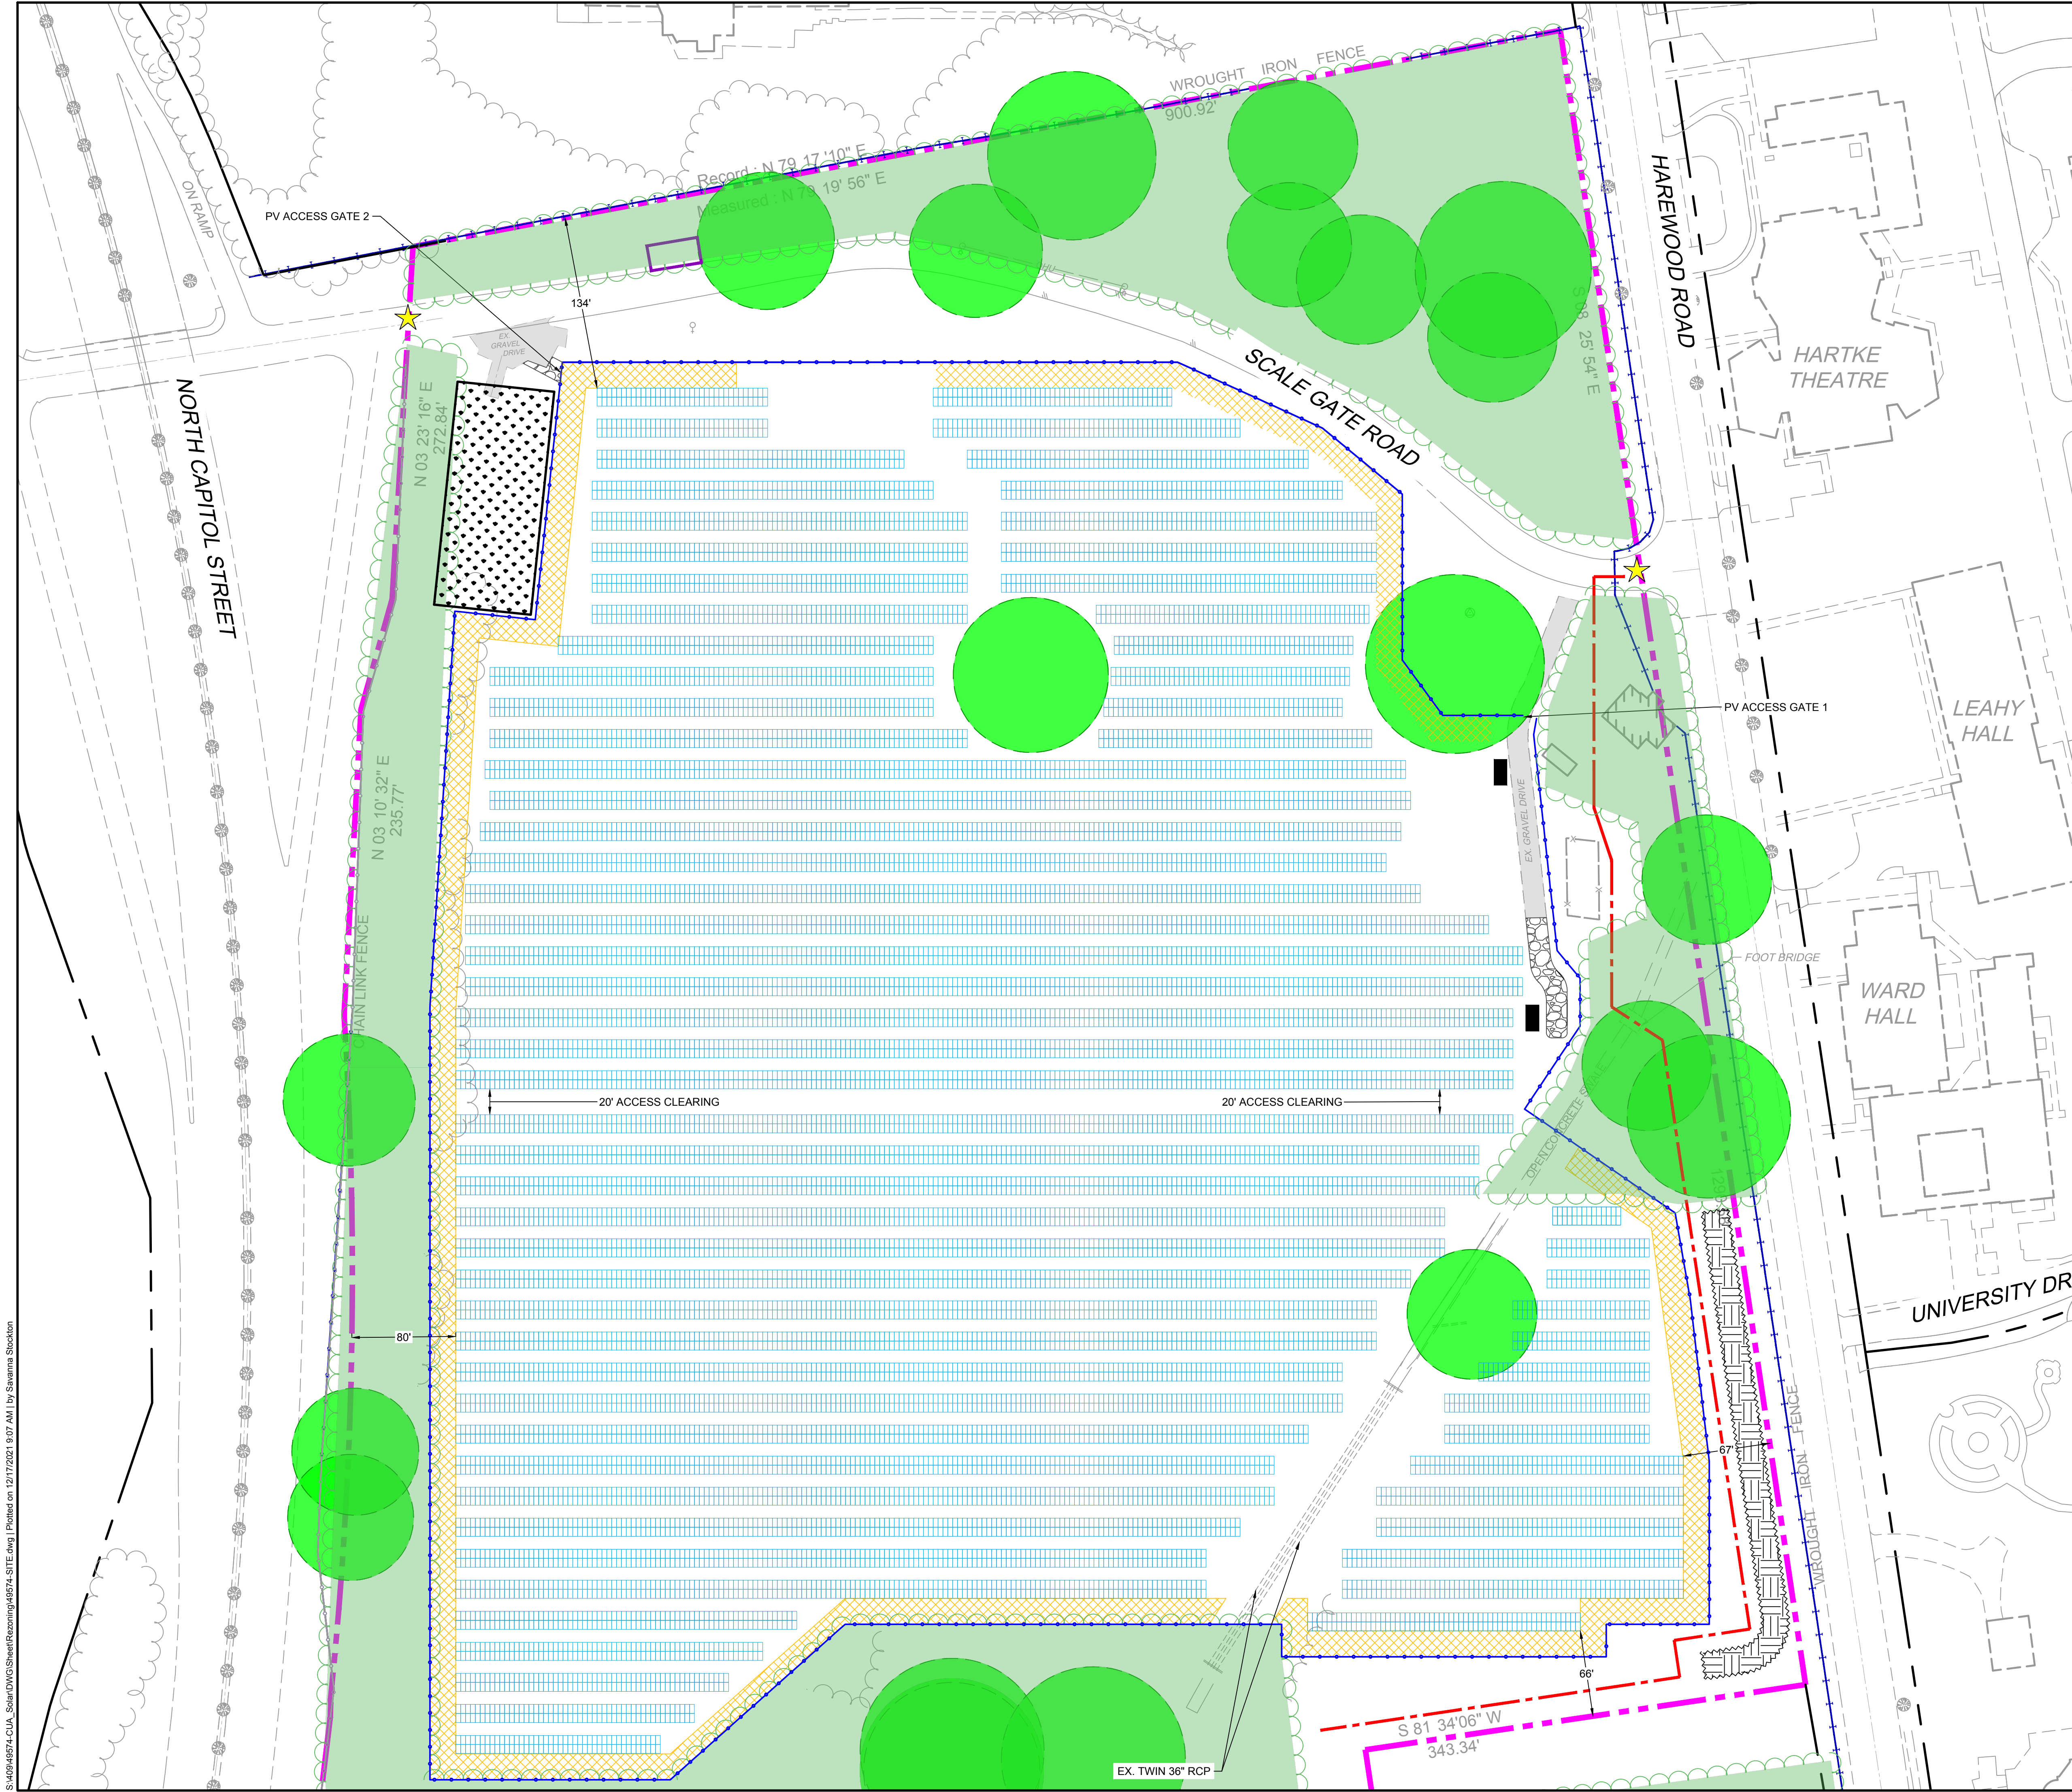 WROUGHT IRON FENCE
900.92'
Record : N 79 17 '10" E
Measured : N 79 19' 56" E
ON RAMP
PV ACCESS GATE 2
134'
HAREWOOD ROAD
EX.
GRAVEL
DRIVE
SCALE GATE ROAD
HARTKE
THEATRE
25' 54" E
NORTH CAPITOL STREET
N 03 23' 16" E
272.84'
PV ACCESS GATE 1
LEAHY
HALL
N 03 10' 32" E
235.77'
EX. GRAVEL DRIVE
CHAIN LINK FENCE
FOOT BRIDGE
WARD
HALL
20' ACCESS CLEARING
20' ACCESS CLEARING
OPEN CONCRETE
UNIVERSITY DR
80'
67'
WROUGHT IRON FENCE
66'
S 81 34'06" W
343.34'
EX. TWIN 36" RCP
S:\409\49574-CUA_Solar\DWG\Sheet\Rezoning\49574-SITE.dwg | Plotted on 12/17/2021 9:07 AM | by Savanna Stockton